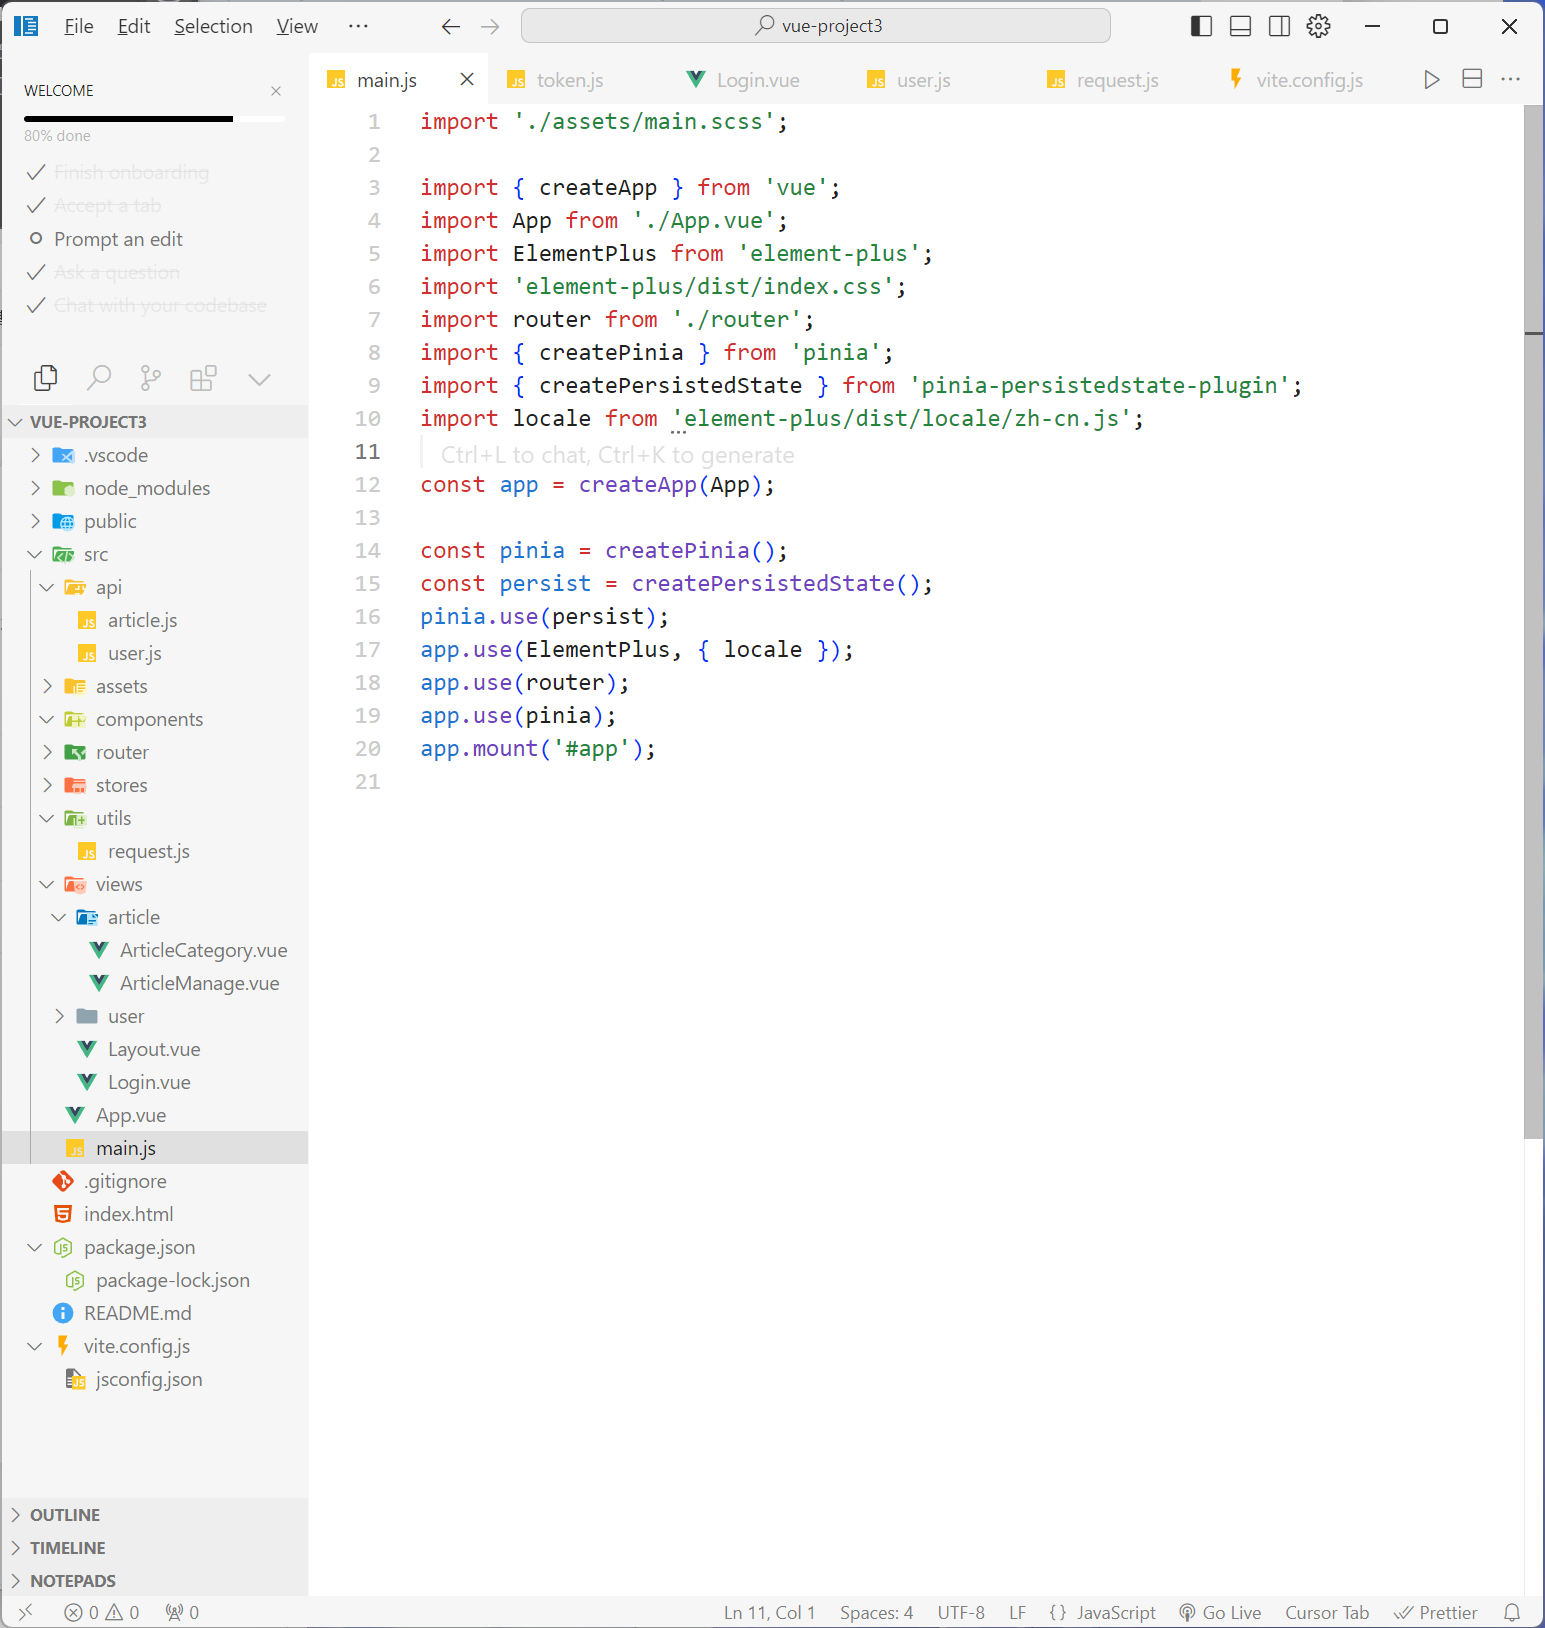 File Edit Selection View ··· vue-project3
WELCOME
80% done
Finish onboarding
Accept a tab
Prompt an edit
Ask a question
Chat with your codebase
VUE-PROJECT3
.vscode
node_modules
public
src
api
article.js
user.js
assets
components
router
stores
utils
request.js
views
article
ArticleCategory.vue
ArticleManage.vue
user
Layout.vue
Login.vue
App.vue
main.js
.gitignore
index.html
package.json
package-lock.json
README.md
vite.config.js
jsconfig.json
OUTLINE
TIMELINE
NOTEPADS
main.js token.js Login.vue user.js request.js vite.config.js
1 import './assets/main.scss';
2
3 import { createApp } from 'vue';
4 import App from './App.vue';
5 import ElementPlus from 'element-plus';
6 import 'element-plus/dist/index.css';
7 import router from './router';
8 import { createPinia } from 'pinia';
9 import { createPersistedState } from 'pinia-persistedstate-plugin';
10 import locale from 'element-plus/dist/locale/zh-cn.js';
11 Ctrl+L to chat, Ctrl+K to generate
12 const app = createApp(App);
13
14 const pinia = createPinia();
15 const persist = createPersistedState();
16 pinia.use(persist);
17 app.use(ElementPlus, { locale });
18 app.use(router);
19 app.use(pinia);
20 app.mount('#app');
21
0 0 0 Ln 11, Col 1 Spaces: 4 UTF-8 LF {} JavaScript Go Live Cursor Tab Prettier